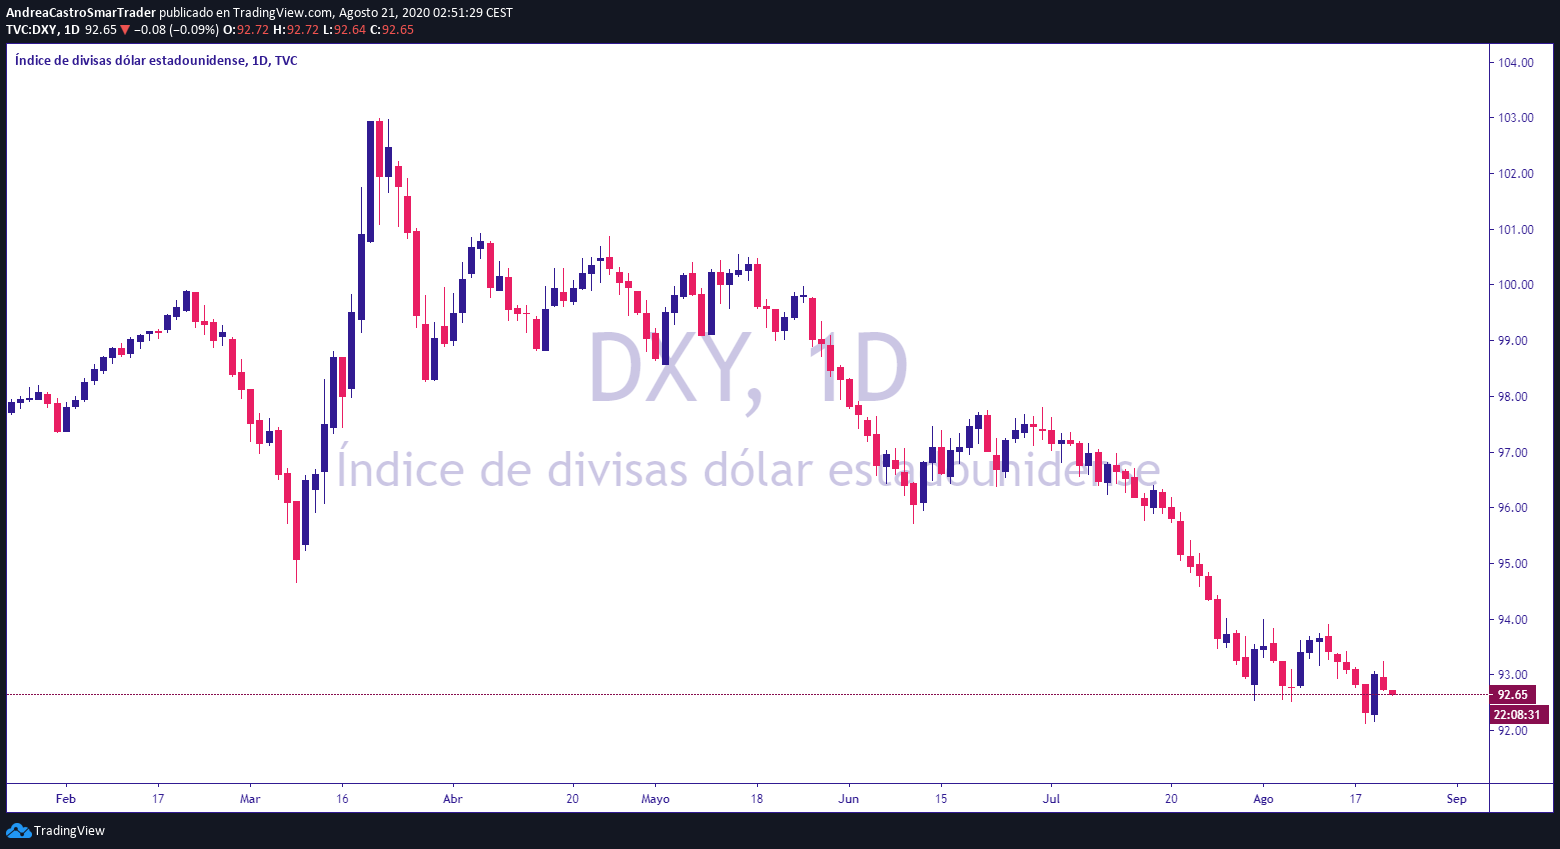 AndreaCastroSmarTrader publicado en TradingView.com, Agosto 21, 2020 02:51:29 CEST
TVC:DXY, 1D 92.65 ▼ −0.08 (−0.09%) O:92.72 H:92.72 L:92.64 C:92.65
Índice de divisas dólar estadounidense, 1D, TVC
DXY, 1D
Índice de divisas dólar estadounidense
104.00
103.00
102.00
101.00
100.00
99.00
98.00
97.00
96.00
95.00
94.00
93.00
92.65
22:08:31
92.00
Feb 17 Mar 16 Abr 20 Mayo 18 Jun 15 Jul 20 Ago 17 Sep
TradingView